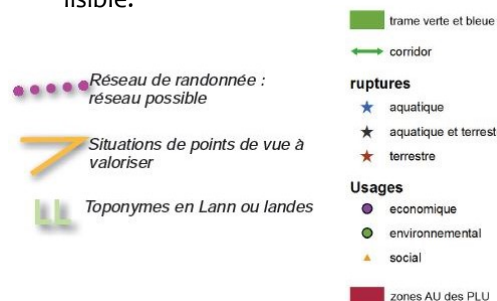 lisible.
Réseau de randonnée :
réseau possible
Situations de points de vue à
valoriser
Toponymes en Lann ou landes
trame verte et bleue
corridor
ruptures
aquatique
aquatique et terrest
terrestre
Usages
economique
environnemental
social
zones AU des PLU